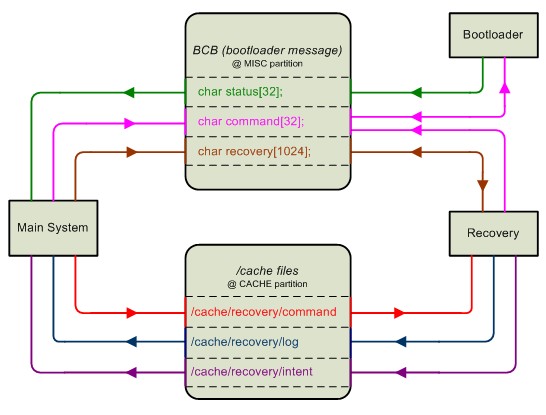 BCB (bootloader message)
@ MISC partition
char status[32];
char command[32];
char recovery[1024];
Bootloader
Main System
Recovery
/cache files
@ CACHE partition
/cache/recovery/command
/cache/recovery/log
/cache/recovery/intent